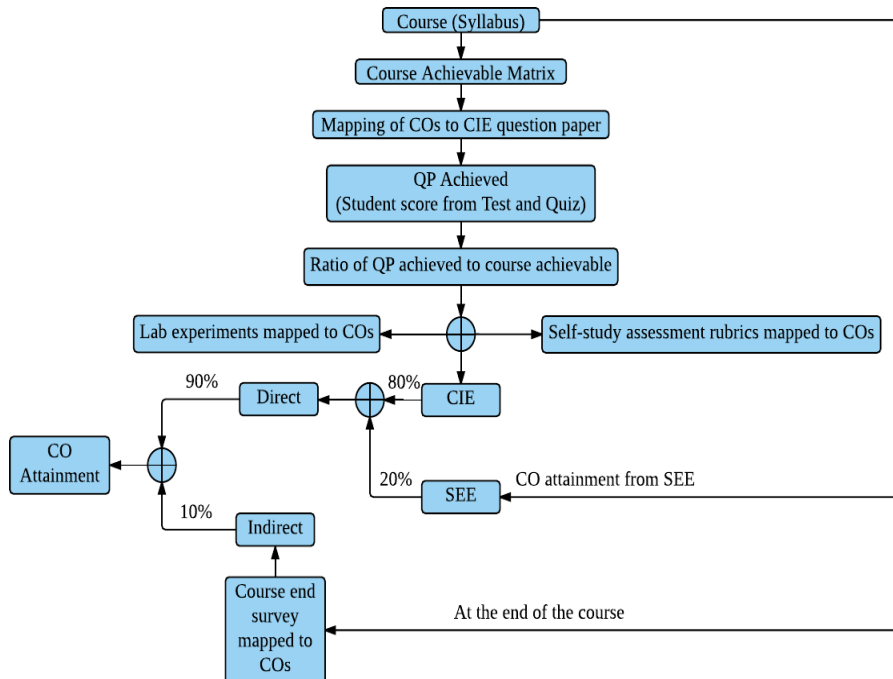 Course (Syllabus)
Course Achievable Matrix
Mapping of COs to CIE question paper
QP Achieved
(Student score from Test and Quiz)
Ratio of QP achieved to course achievable
Lab experiments mapped to COs
Self-study assessment rubrics mapped to COs
90%
Direct
80%
CIE
CO
Attainment
20%
SEE
CO attainment from SEE
10%
Indirect
Course end
survey
mapped to
COs
At the end of the course